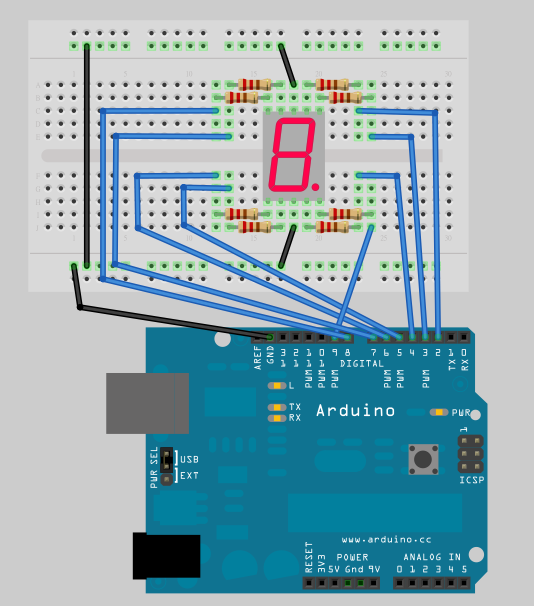 AREF
GND
13
12
11
10
9
8
7
6
5
4
3
2
TX 1
RX 0
PWM
PWM
PWM
PWM
PWM
PWM
DIGITAL
L
TX
RX
Arduino
PWR
PWR SEL
USB
EXT
1
ICSP
www.arduino.cc
POWER
ANALOG IN
RESET
3V3
5V Gnd 9V
0 1 2 3 4 5